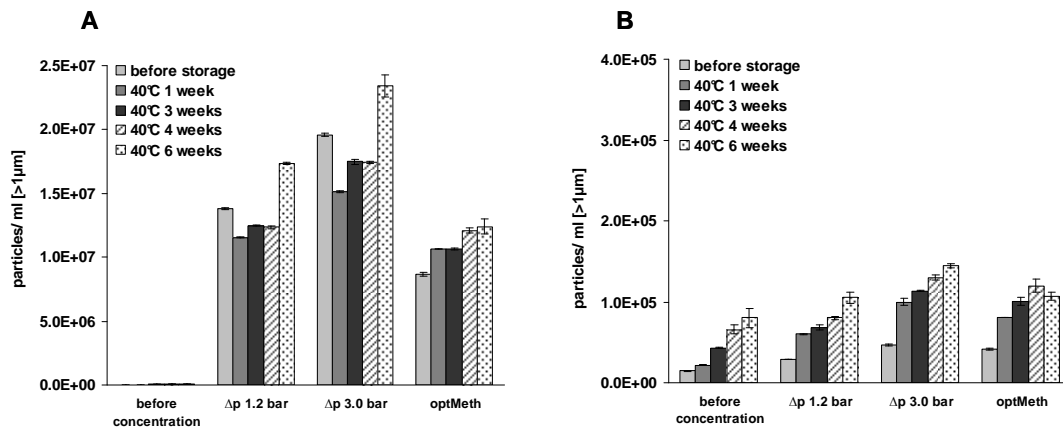 A
particles/ ml [>1µm]
2.5E+07
2.0E+07
1.5E+07
1.0E+07
5.0E+06
0.0E+00
before storage
40°C 1 week
40°C 3 weeks
40°C 4 weeks
40°C 6 weeks
before concentration
Δp 1.2 bar
Δp 3.0 bar
optMeth
B
particles/ ml [>1µm]
4.0E+05
3.0E+05
2.0E+05
1.0E+05
0.0E+00
before storage
40°C 1 week
40°C 3 weeks
40°C 4 weeks
40°C 6 weeks
before concentration
Δp 1.2 bar
Δp 3.0 bar
optMeth